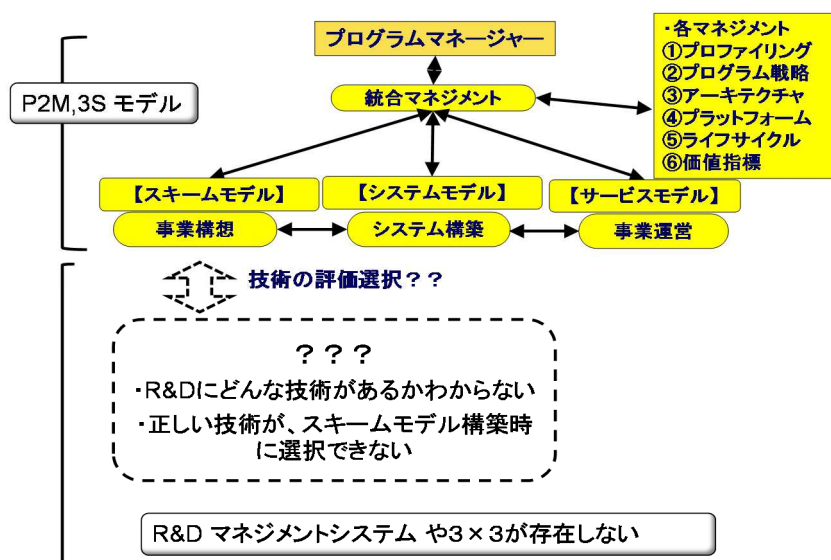 プログラムマネージャー
・各マネジメント
①プロファイリング
②プログラム戦略
③アーキテクチャ
④プラットフォーム
⑤ライフサイクル
⑥価値指標
P2M,3S モデル
統合マネジメント
【スキームモデル】
【システムモデル】
【サービスモデル】
事業構想
システム構築
事業運営
技術の評価選択？？
？？？
・R&Dにどんな技術があるかわからない
・正しい技術が、スキームモデル構築時
に選択できない
R&D マネジメントシステム や３×３が存在しない